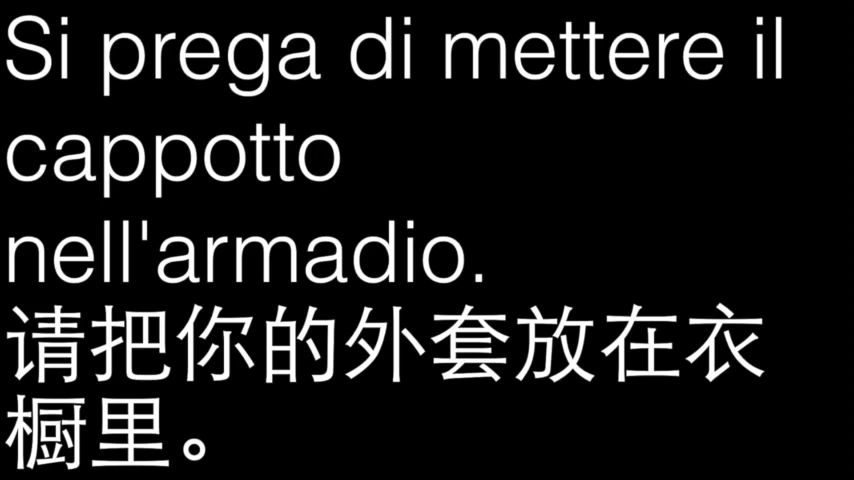 Si prega di mettere il
cappotto
nell'armadio.
请把你的外套放在衣
橱里。